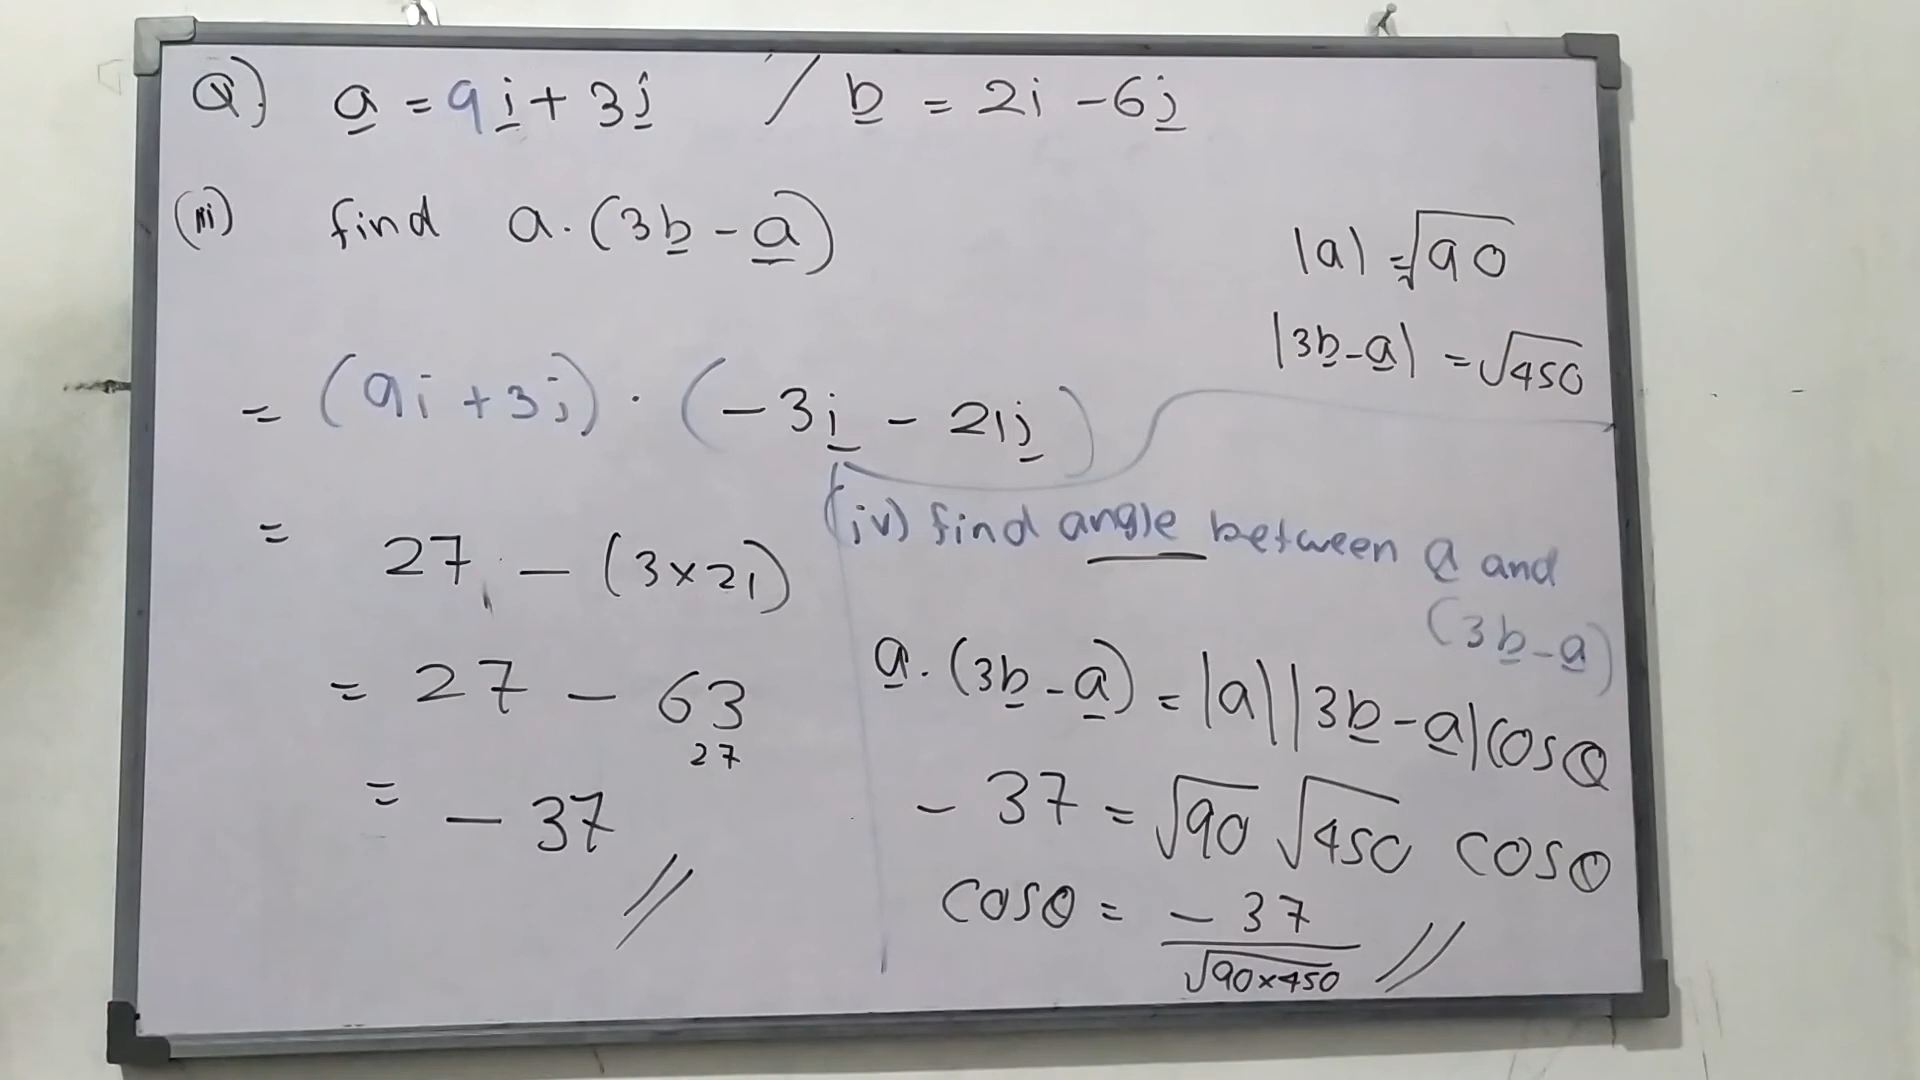 Q) a = 9i + 3j / b = 2i - 6j
(iii) find a.(3b - a)
|a| = √90
|3b - a| = √450
= (9i + 3j) · (-3i - 21j)
= 27 - (3×21)
= 27 - 63
27
= - 37 //
(iv) find angle between a and
(3b - a)
a.(3b - a) = |a||3b - a|cosθ
- 37 = √90 √450 cosθ
cosθ = - 37 //
√90×450